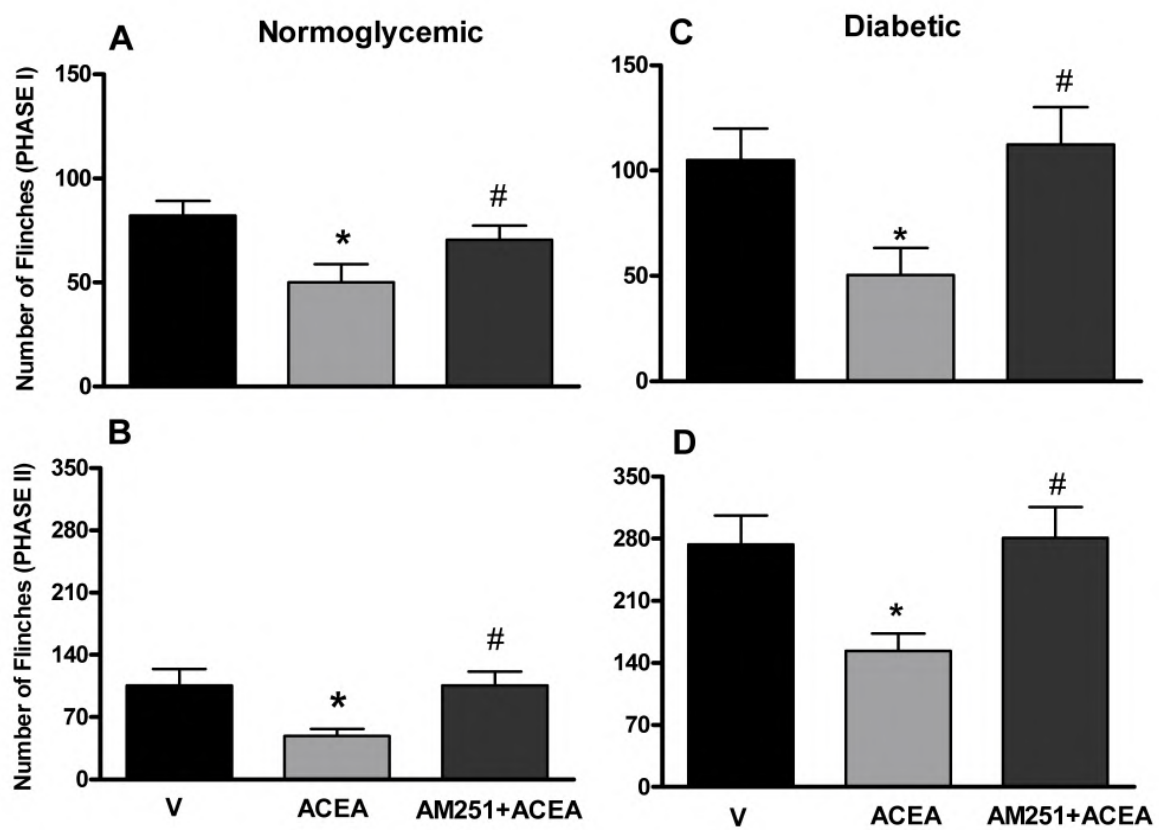 A
Normoglycemic
Number of Flinches (PHASE I)
150
100
50
0
*
#
C
Diabetic
150
100
50
0
*
#
B
Number of Flinches (PHASE II)
350
280
210
140
70
0
*
#
V
ACEA
AM251+ACEA
D
350
280
210
140
70
0
*
#
V
ACEA
AM251+ACEA